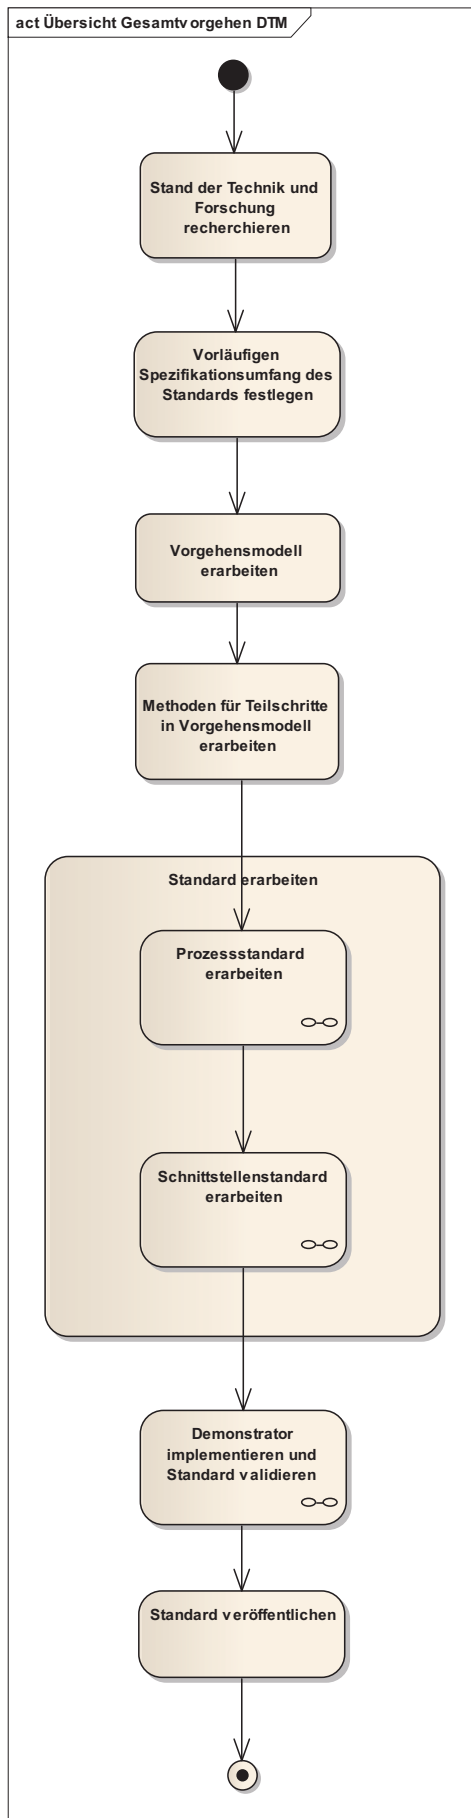 act Übersicht Gesamtvorgehen DTM
Stand der Technik und
Forschung
recherchieren
Vorläufigen
Spezifikationsumfang des
Standards festlegen
Vorgehensmodell
erarbeiten
Methoden für Teilschritte
in Vorgehensmodell
erarbeiten
Standard erarbeiten
Prozessstandard
erarbeiten
Schnittstellenstandard
erarbeiten
Demonstrator
implementieren und
Standard validieren
Standard veröffentlichen